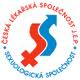 ČESKÁ LÉKAŘSKÁ SPOLEČNOST J.E.P.
SEXUOLOGICKÁ SPOLEČNOST